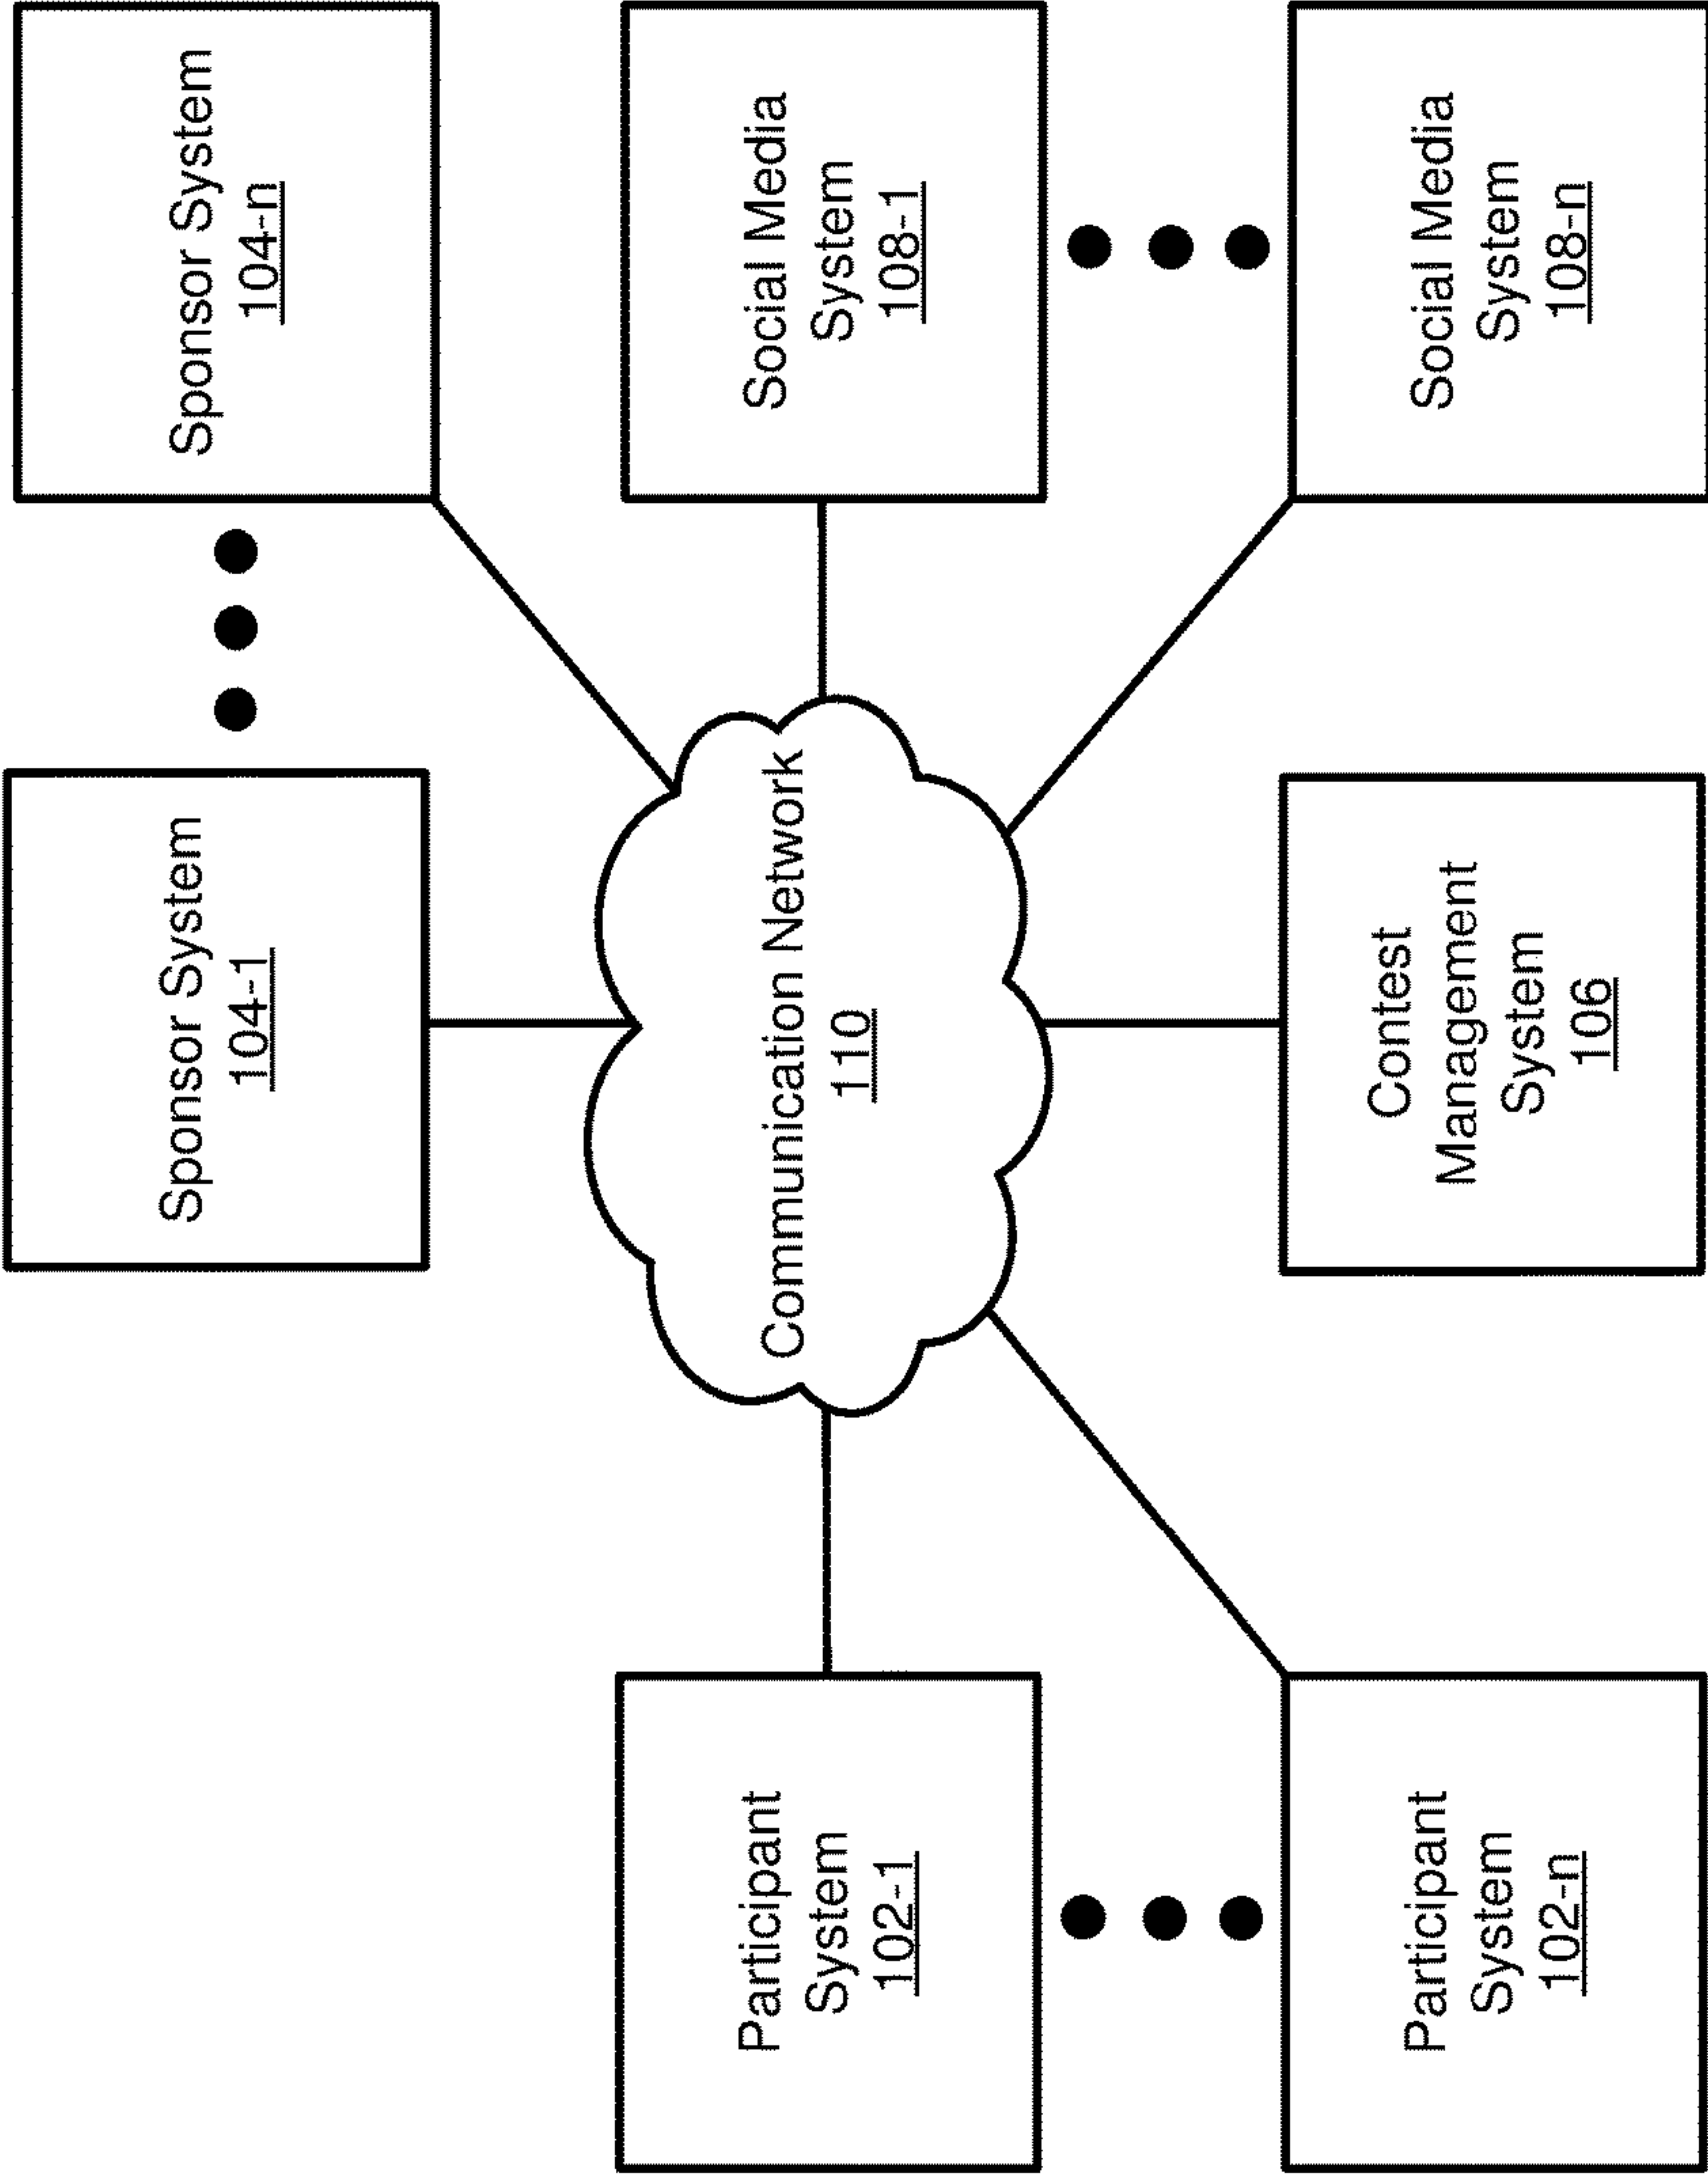 Sponsor System
104-1
Sponsor System
104-n
Participant
System
102-1
Communication Network
110
Social Media
System
108-1
Participant
System
102-n
Contest
Management
System
106
Social Media
System
108-n